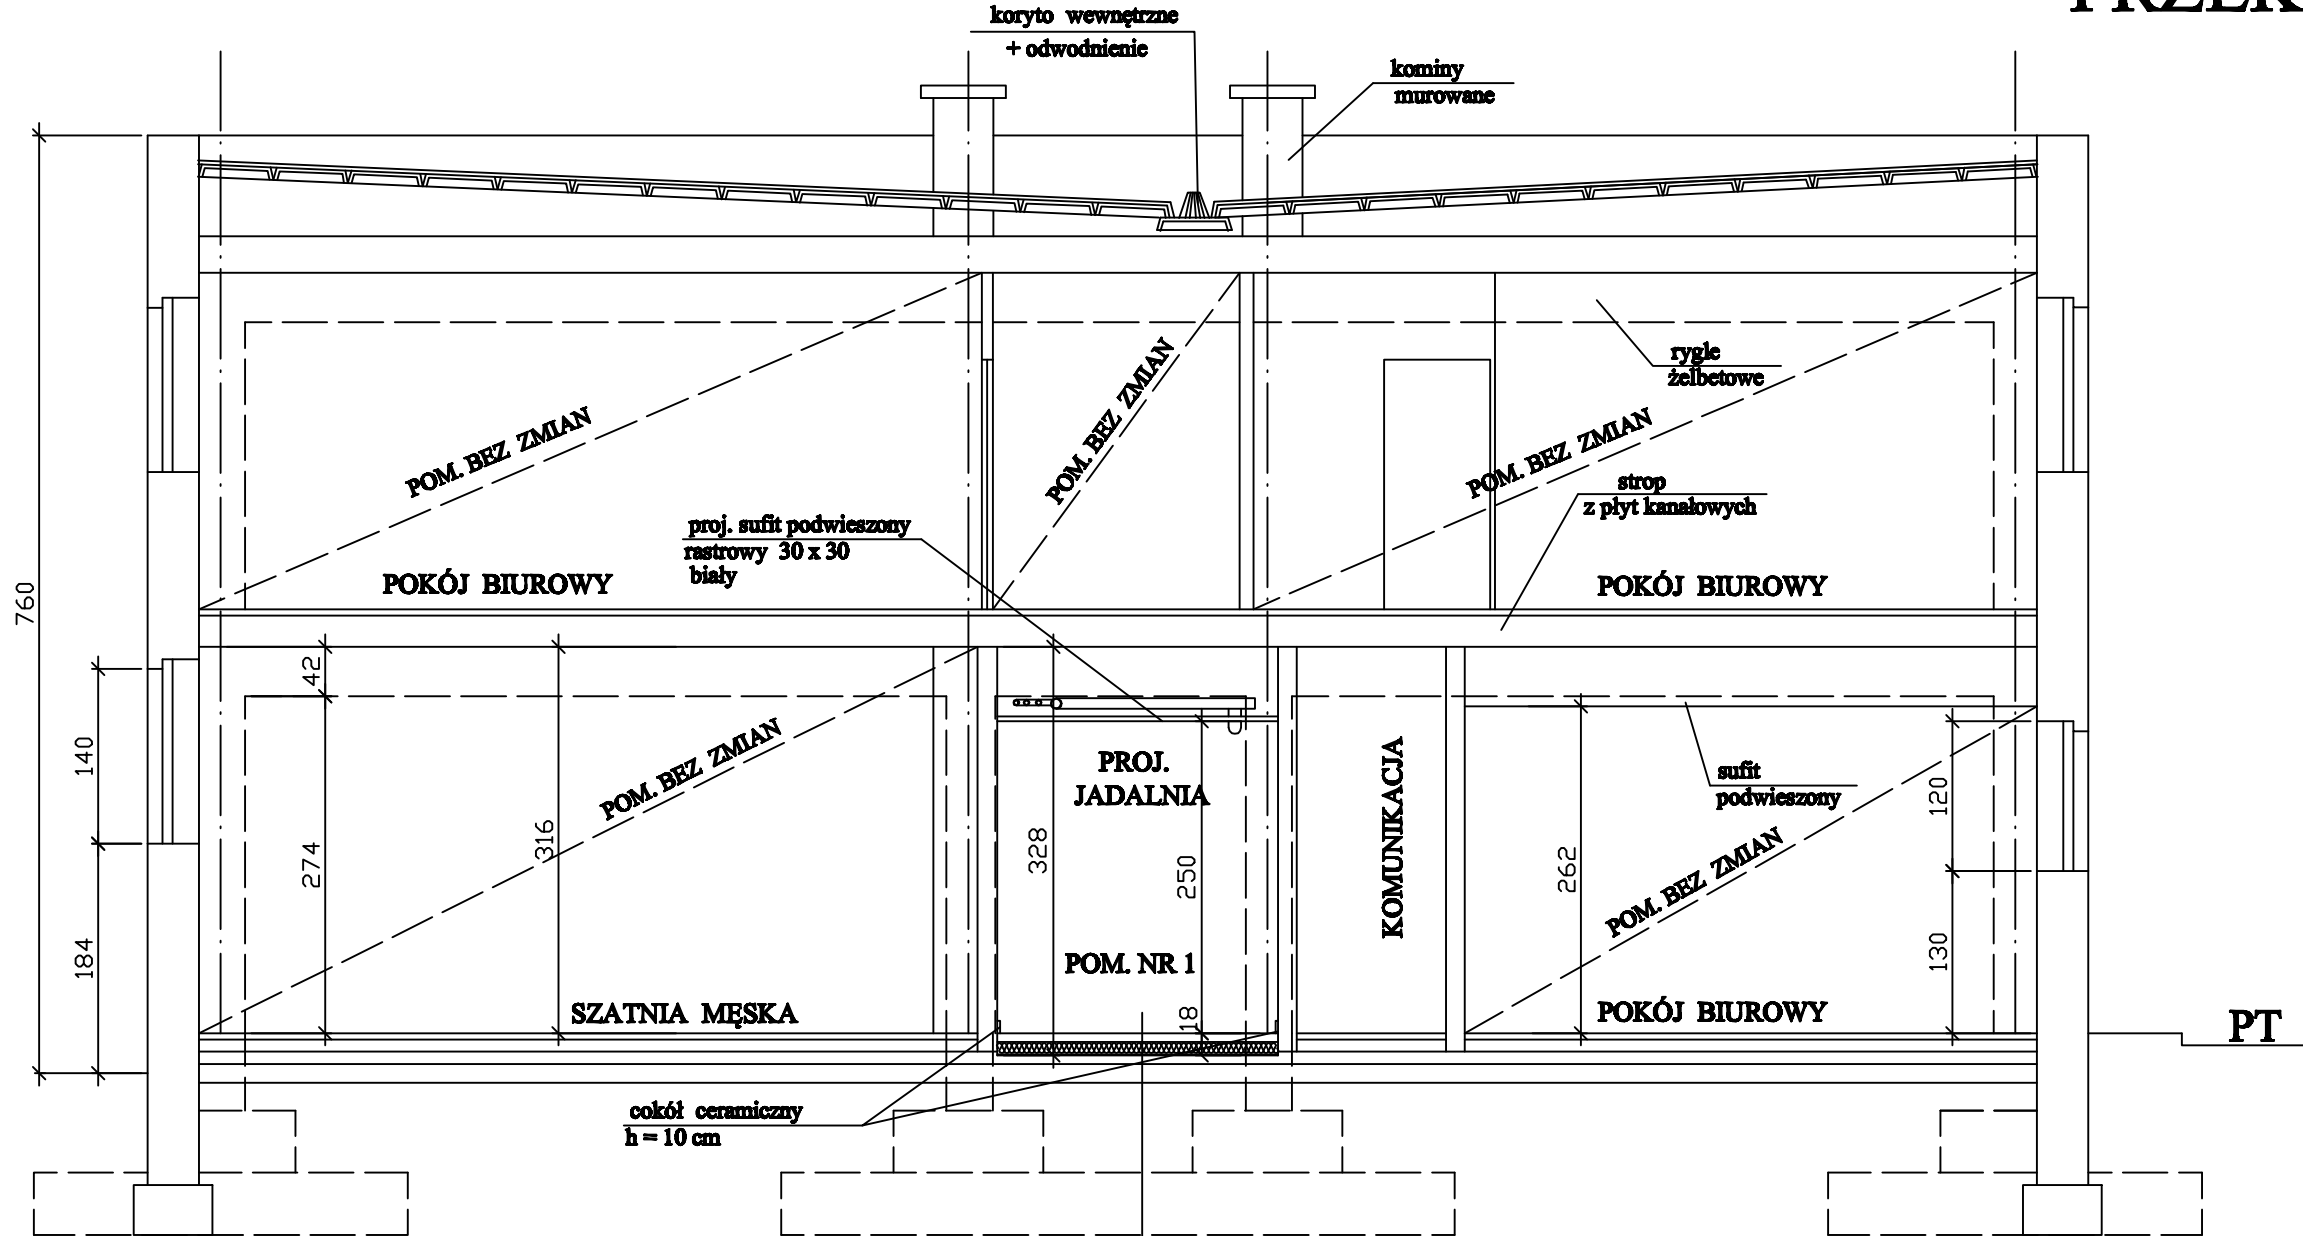 koryto wewnętrzne
+ odwodnienie
kominy
murowane
rygle
żelbetowe
POM. BEZ ZMIAN
POM. BEZ ZMIAN
POM. BEZ ZMIAN
strop
z płyt kanałowych
proj. sufit podwieszony
rastrowy 30 x 30
biały
POKÓJ BIUROWY
POKÓJ BIUROWY
760
42
140
184
274
316
POM. BEZ ZMIAN
SZATNIA MĘSKA
328
250
18
PROJ.
JADALNIA
POM. NR 1
KOMUNIKACJA
262
sufit
podwieszony
120
130
POM. BEZ ZMIAN
POKÓJ BIUROWY
PT
cokół ceramiczny
h = 10 cm